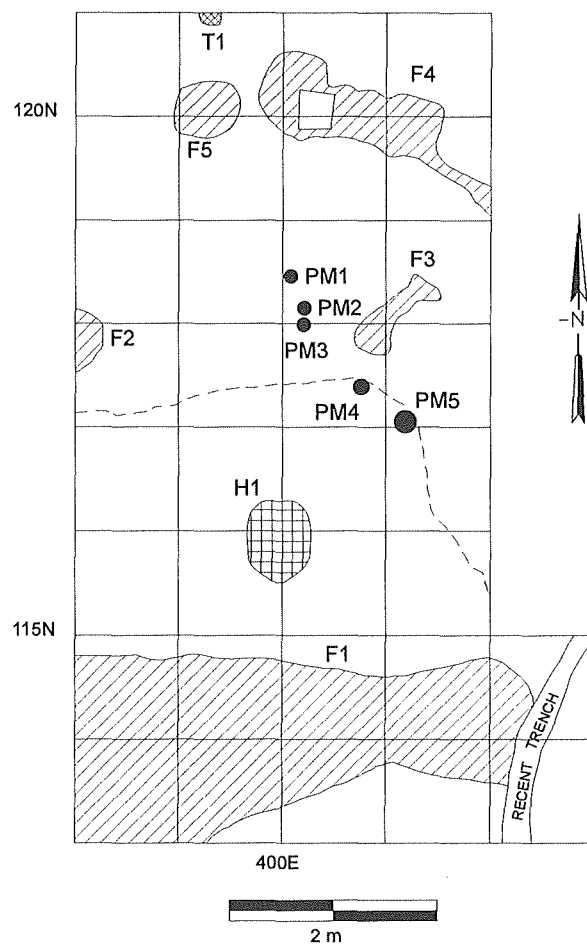 T1
F4
120N
F5
PM1
F3
PM2
F2
PM3
PM4
PM5
H1
115N
F1
RECENT TRENCH
400E
N
2 m